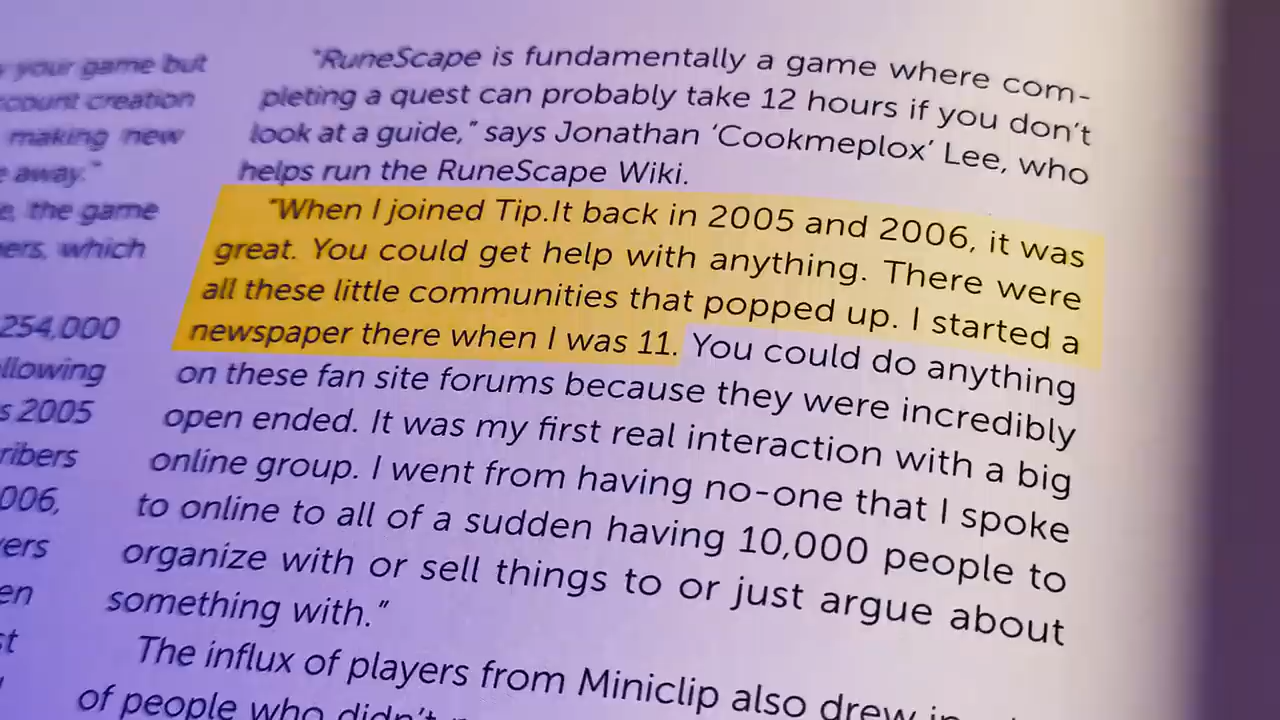 your game but
count creation
making new
away."
the game
ers, which
254,000
llowing
s 2005
ribers
006,
ers
en
st
"RuneScape is fundamentally a game where com-
pleting a quest can probably take 12 hours if you don't
look at a guide," says Jonathan 'Cookmeplox' Lee, who
helps run the RuneScape Wiki.
"When I joined Tip.It back in 2005 and 2006, it was
great. You could get help with anything. There were
all these little communities that popped up. I started a
newspaper there when I was 11. You could do anything
on these fan site forums because they were incredibly
open ended. It was my first real interaction with a big
online group. I went from having no-one that I spoke
to online to all of a sudden having 10,000 people to
organize with or sell things to or just argue about
something with."
The influx of players from Miniclip also drew in
of people who didn't